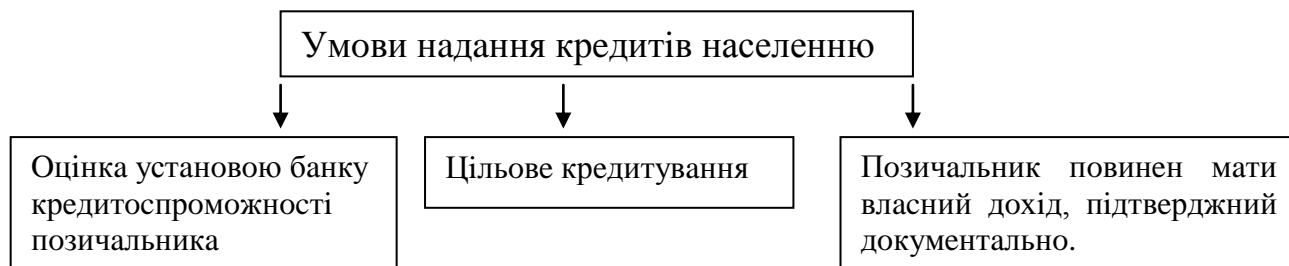 Умови надання кредитів населенню
Оцінка установою банку
кредитоспроможності
позичальника
Цільове кредитування
Позичальник повинен мати
власний дохід, підтверджний
документально.